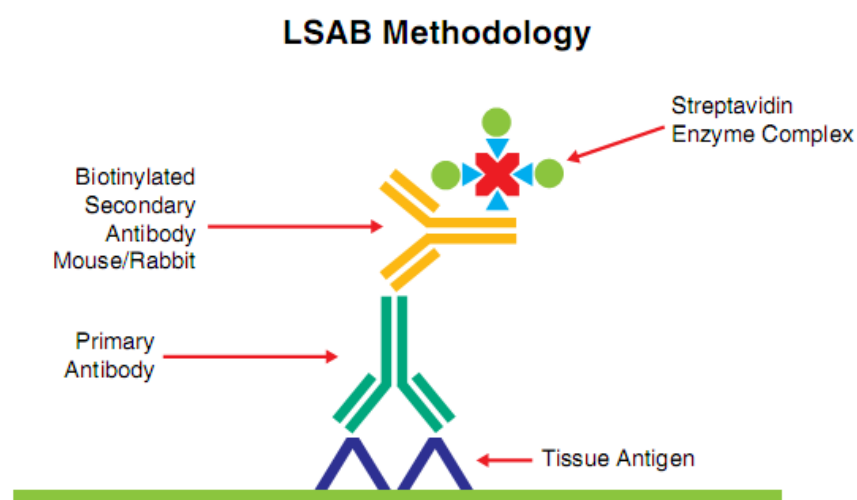 LSAB Methodology
Streptavidin
Enzyme Complex
Biotinylated
Secondary
Antibody
Mouse/Rabbit
Primary
Antibody
Tissue Antigen